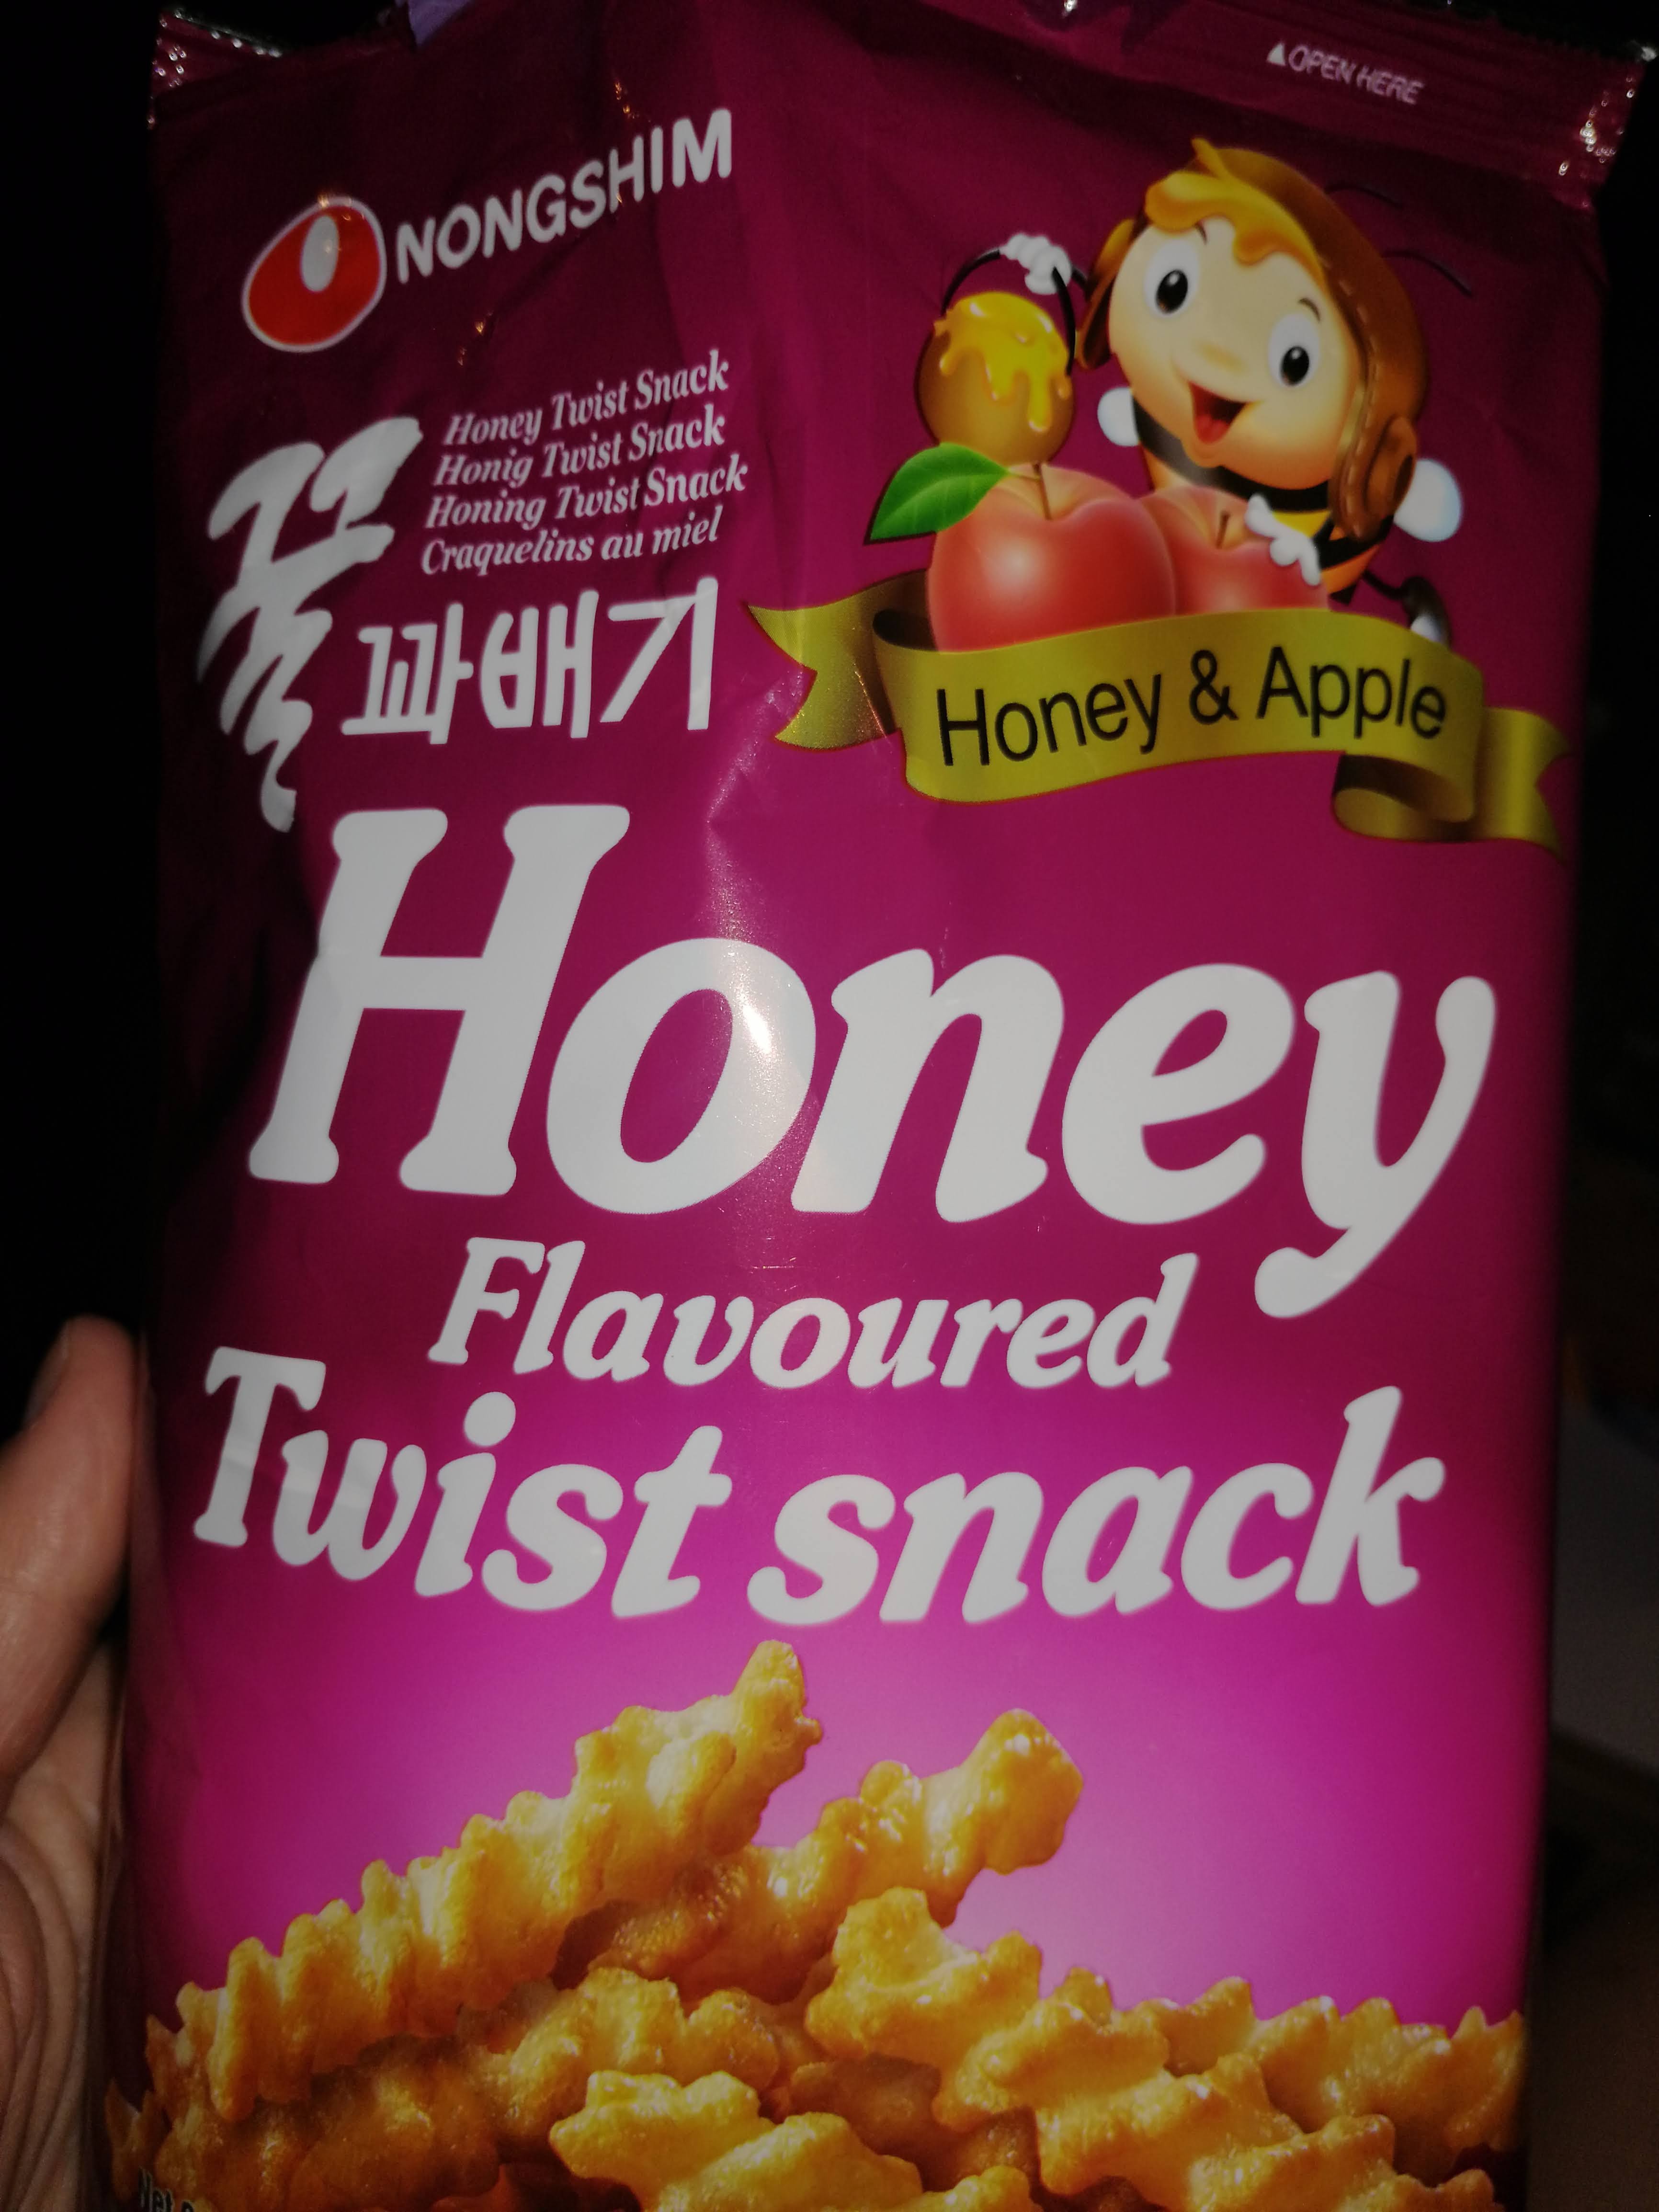 OPEN HERE
NONGSHIM
Honey Twist Snack
Honig Twist Snack
Honing Twist Snack
Craquelins au miel
꿀
꽈배기
Honey & Apple
Honey
Flavoured
Twist snack
Net